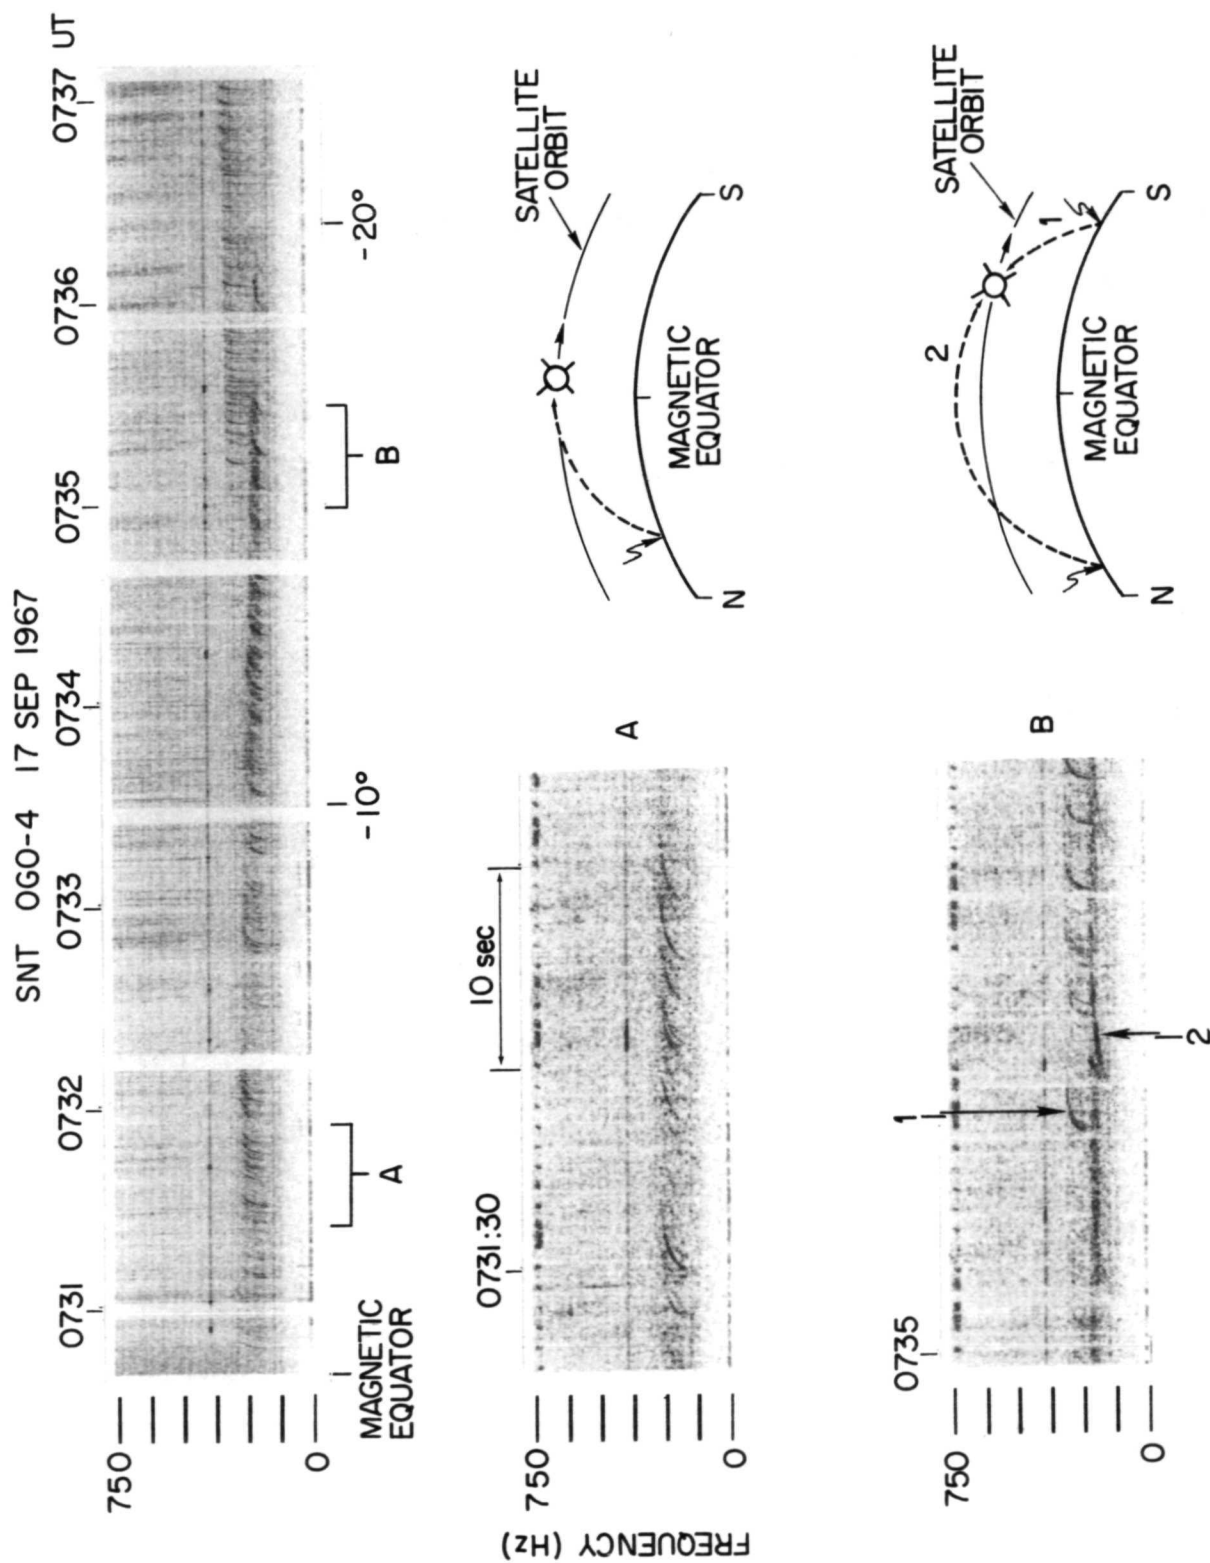 SNT OGO-4 17 SEP 1967
0731
0732
0733
0734
0735
0736
0737 UT
750
0
MAGNETIC
EQUATOR
A
-10°
B
-20°
FREQUENCY (Hz)
0731:30
10 sec
750
0
A
SATELLITE
ORBIT
MAGNETIC
EQUATOR
N
S
0735
750
0
1
2
B
2
1
SATELLITE
ORBIT
MAGNETIC
EQUATOR
N
S